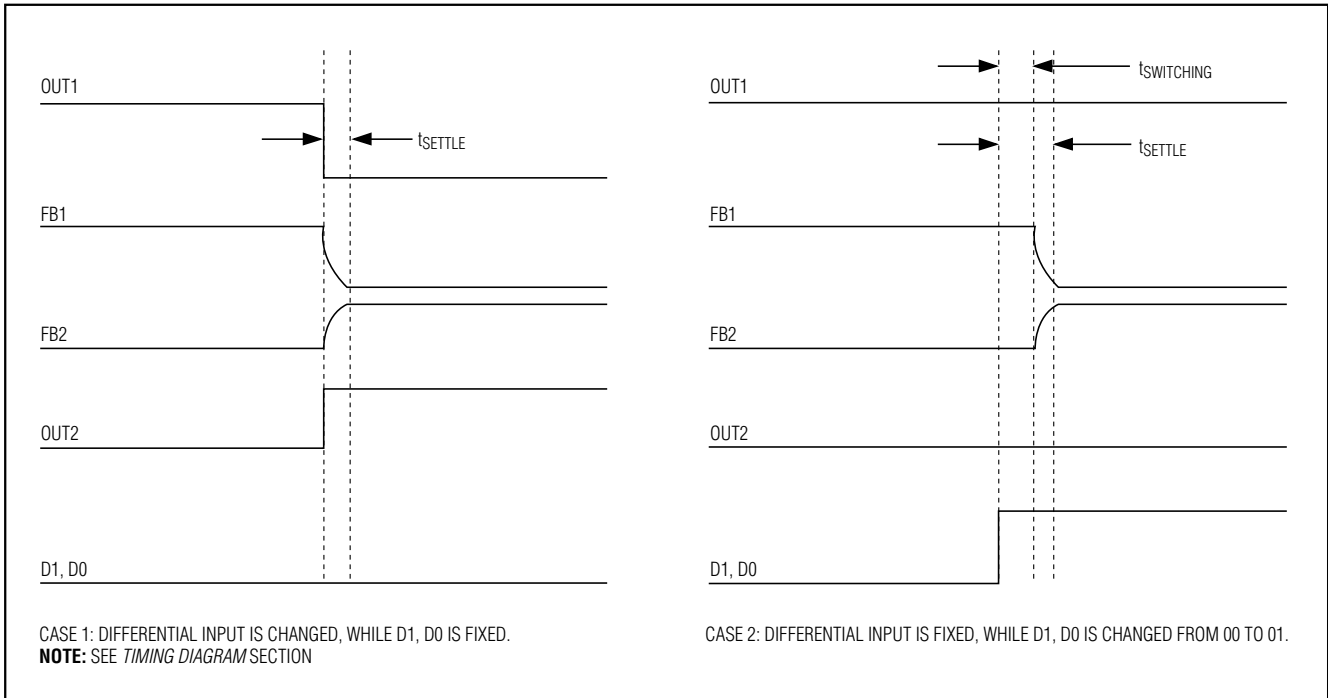 OUT1
tSETTLE
FB1
FB2
OUT2
D1, D0
CASE 1: DIFFERENTIAL INPUT IS CHANGED, WHILE D1, D0 IS FIXED.
NOTE: SEE TIMING DIAGRAM SECTION
tSWITCHING
OUT1
tSETTLE
FB1
FB2
OUT2
D1, D0
CASE 2: DIFFERENTIAL INPUT IS FIXED, WHILE D1, D0 IS CHANGED FROM 00 TO 01.